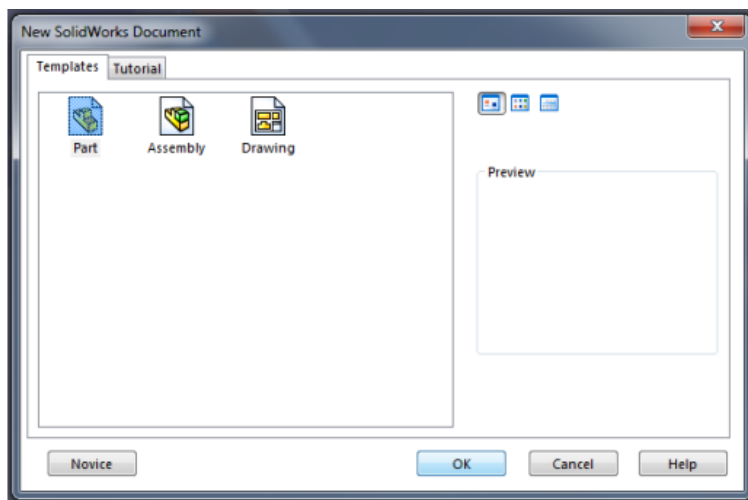 New SolidWorks Document
Templates Tutorial
Part Assembly Drawing
Preview
Novice OK Cancel Help